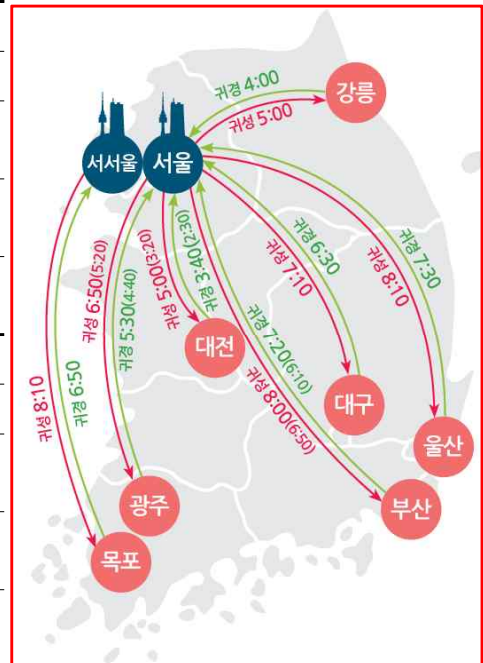 귀경 4:00
강릉
귀성 5:00
서서울
서울
귀경 6:30
귀성 7:10
귀경 7:30
귀성 8:10
귀성 6:50(5:20)
귀경 5:30(4:40)
귀성 5:00(3:20)
귀경 3:40(2:30)
대전
귀경 7:20(6:10)
귀성 8:00(6:50)
귀성 8:10
귀경 6:50
대구
울산
광주
부산
목포